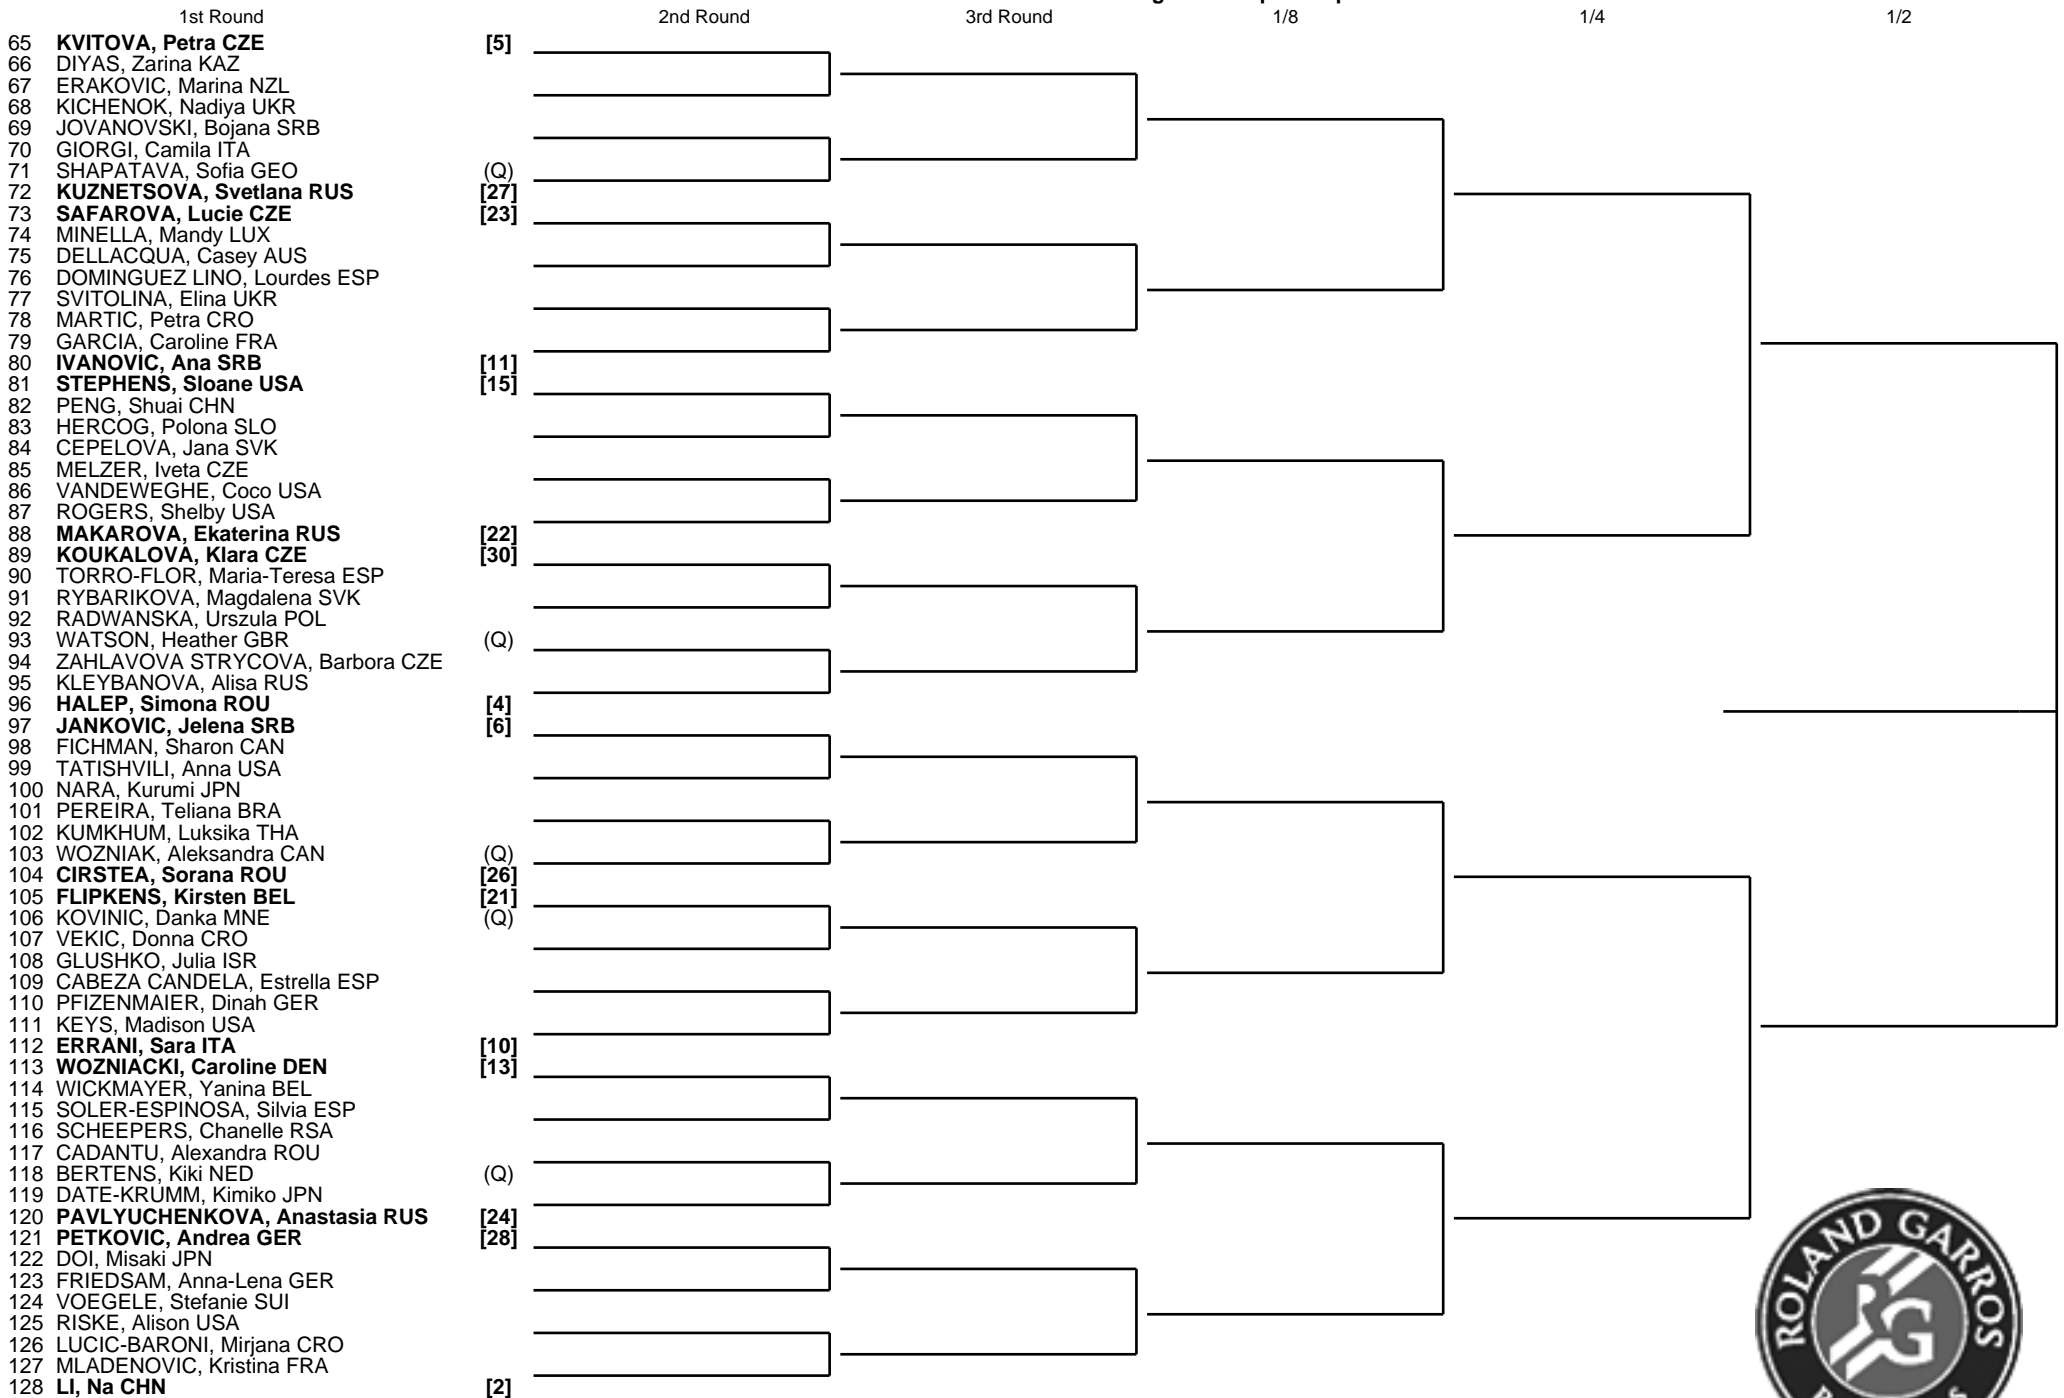 1st Round 2nd Round 3rd Round 1/8 1/4 1/2
65 KVITOVA, Petra CZE [5]
66 DIYAS, Zarina KAZ
67 ERAKOVIC, Marina NZL
68 KICHENOK, Nadiya UKR
69 JOVANOVSKI, Bojana SRB
70 GIORGI, Camila ITA
71 SHAPATAVA, Sofia GEO (Q)
72 KUZNETSOVA, Svetlana RUS [27]
73 SAFAROVA, Lucie CZE [23]
74 MINELLA, Mandy LUX
75 DELLACQUA, Casey AUS
76 DOMINGUEZ LINO, Lourdes ESP
77 SVITOLINA, Elina UKR
78 MARTIC, Petra CRO
79 GARCIA, Caroline FRA
80 IVANOVIC, Ana SRB [11]
81 STEPHENS, Sloane USA [15]
82 PENG, Shuai CHN
83 HERCOG, Polona SLO
84 CEPELOVA, Jana SVK
85 MELZER, Iveta CZE
86 VANDEWEGHE, Coco USA
87 ROGERS, Shelby USA
88 MAKAROVA, Ekaterina RUS [22]
89 KOUKALOVA, Klara CZE [30]
90 TORRO-FLOR, Maria-Teresa ESP
91 RYBARIKOVA, Magdalena SVK
92 RADWANSKA, Urszula POL
93 WATSON, Heather GBR (Q)
94 ZAHLAVOVA STRYCOVA, Barbora CZE
95 KLEYBANOVA, Alisa RUS
96 HALEP, Simona ROU [4]
97 JANKOVIC, Jelena SRB [6]
98 FICHMAN, Sharon CAN
99 TATISHVILI, Anna USA
100 NARA, Kurumi JPN
101 PEREIRA, Teliana BRA
102 KUMKHUM, Luksika THA
103 WOZNIAK, Aleksandra CAN (Q)
104 CIRSTEA, Sorana ROU [26]
105 FLIPKENS, Kirsten BEL [21]
106 KOVINIC, Danka MNE (Q)
107 VEKIC, Donna CRO
108 GLUSHKO, Julia ISR
109 CABEZA CANDELA, Estrella ESP
110 PFIZENMAIER, Dinah GER
111 KEYS, Madison USA
112 ERRANI, Sara ITA [10]
113 WOZNIACKI, Caroline DEN [13]
114 WICKMAYER, Yanina BEL
115 SOLER-ESPINOSA, Silvia ESP
116 SCHEEPERS, Chanelle RSA
117 CADANTU, Alexandra ROU
118 BERTENS, Kiki NED (Q)
119 DATE-KRUMM, Kimiko JPN
120 PAVLYUCHENKOVA, Anastasia RUS [24]
121 PETKOVIC, Andrea GER [28]
122 DOI, Misaki JPN
123 FRIEDSAM, Anna-Lena GER
124 VOEGELE, Stefanie SUI
125 RISKE, Alison USA
126 LUCIC-BARONI, Mirjana CRO
127 MLADENOVIC, Kristina FRA
128 LI, Na CHN [2]
ROLAND GARROS
RG